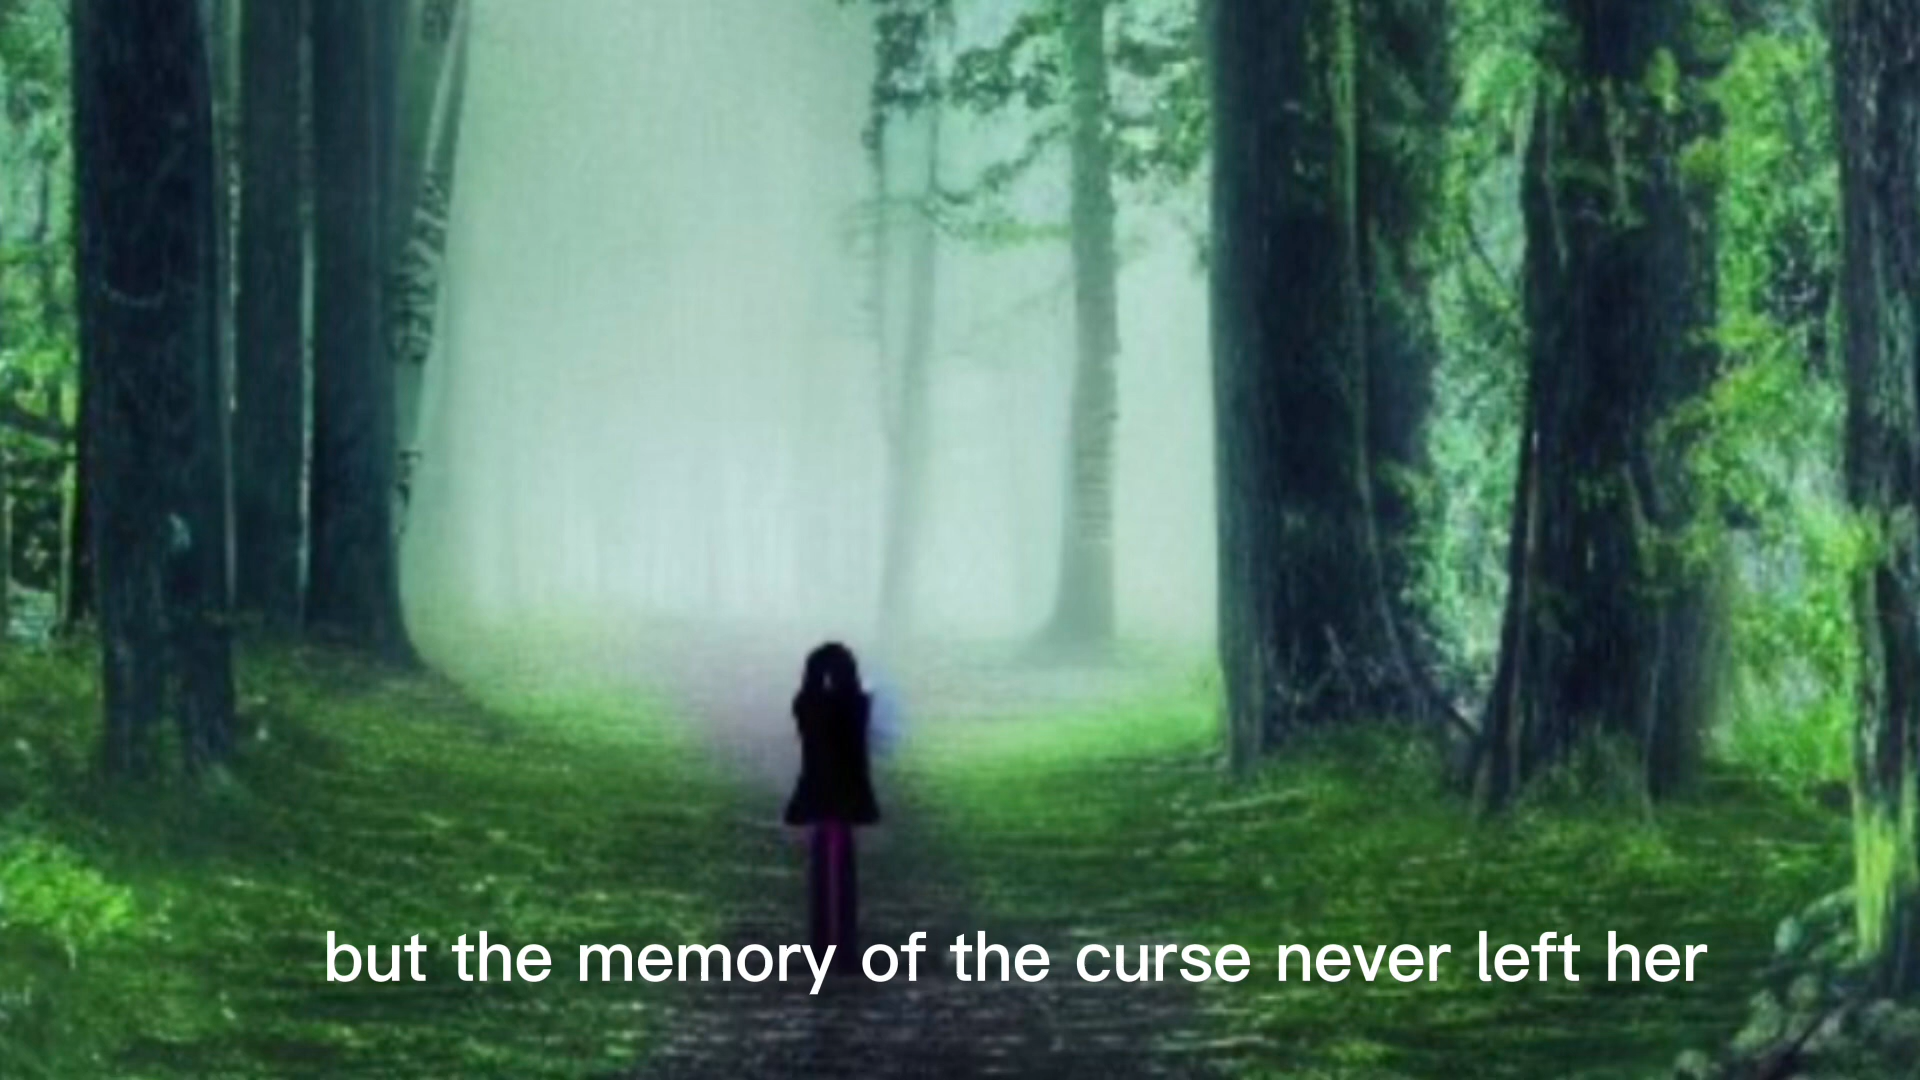 but the memory of the curse never left her